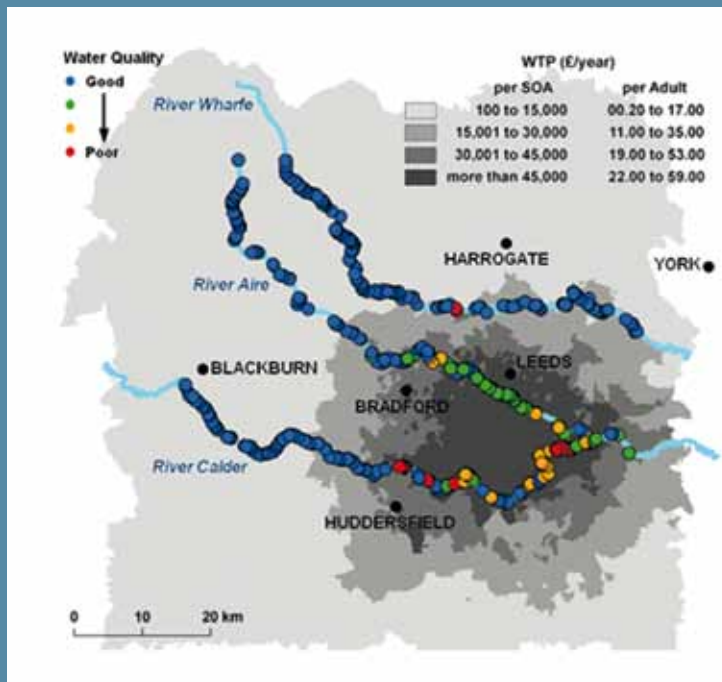 Water Quality
Good
Poor
WTP (£/year)
per SOA per Adult
100 to 15,000 00.20 to 17.00
15,001 to 30,000 11.00 to 35.00
30,001 to 45,000 19.00 to 53.00
more than 45,000 22.00 to 59.00
River Wharfe
HARROGATE
YORK
River Aire
BLACKBURN
LEEDS
BRADFORD
River Calder
HUDDERSFIELD
0 10 20 km